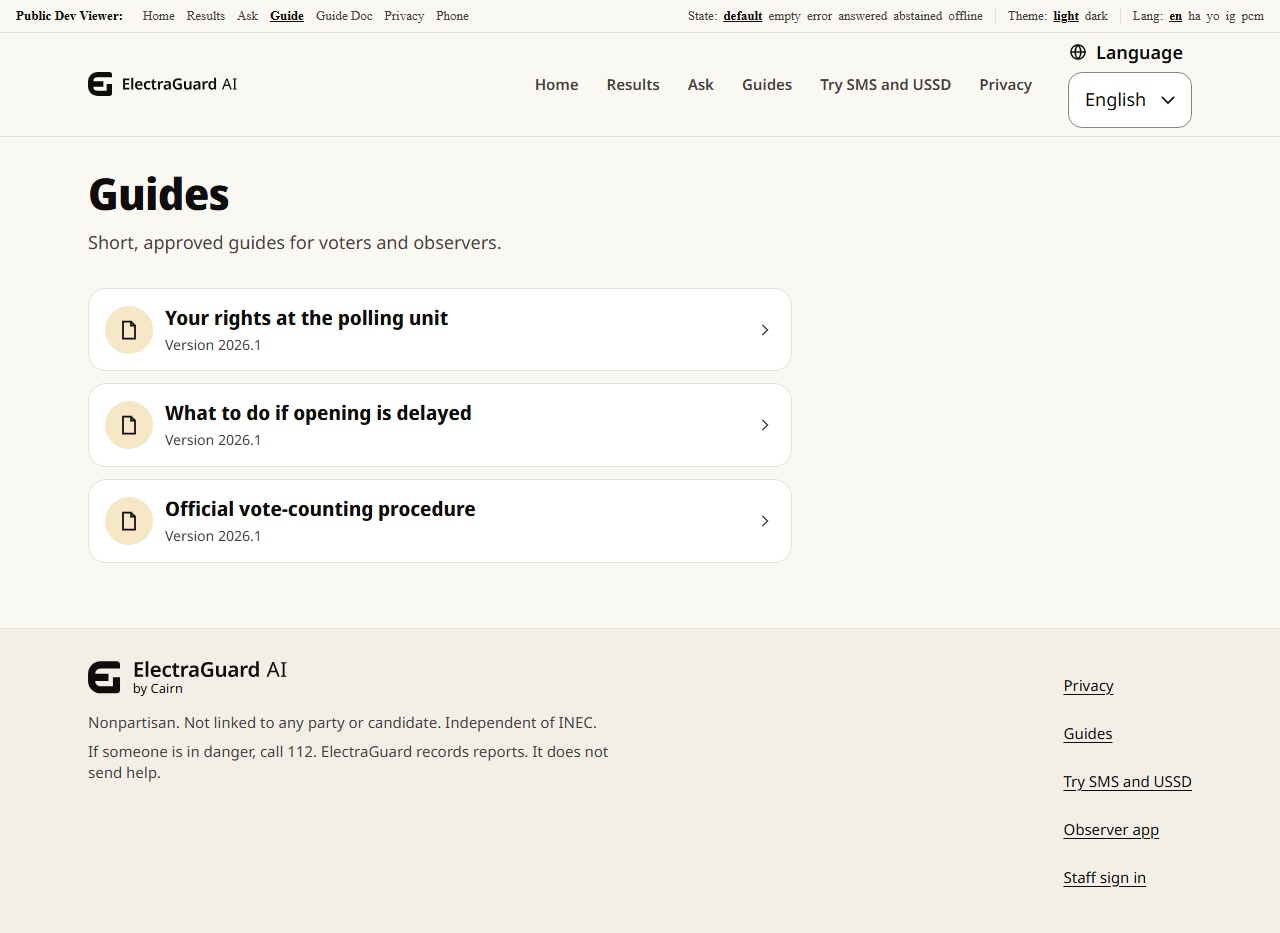 Public Dev Viewer: Home Results Ask Guide Guide Doc Privacy Phone State: default empty error answered abstained offline Theme: light dark Lang: en ha yo ig pcm
Language
ElectraGuard AI Home Results Ask Guides Try SMS and USSD Privacy
English
Guides
Short, approved guides for voters and observers.
Your rights at the polling unit
Version 2026.1
What to do if opening is delayed
Version 2026.1
Official vote-counting procedure
Version 2026.1
ElectraGuard AI
by Cairn
Nonpartisan. Not linked to any party or candidate. Independent of INEC.
If someone is in danger, call 112. ElectraGuard records reports. It does not
send help.
Privacy
Guides
Try SMS and USSD
Observer app
Staff sign in